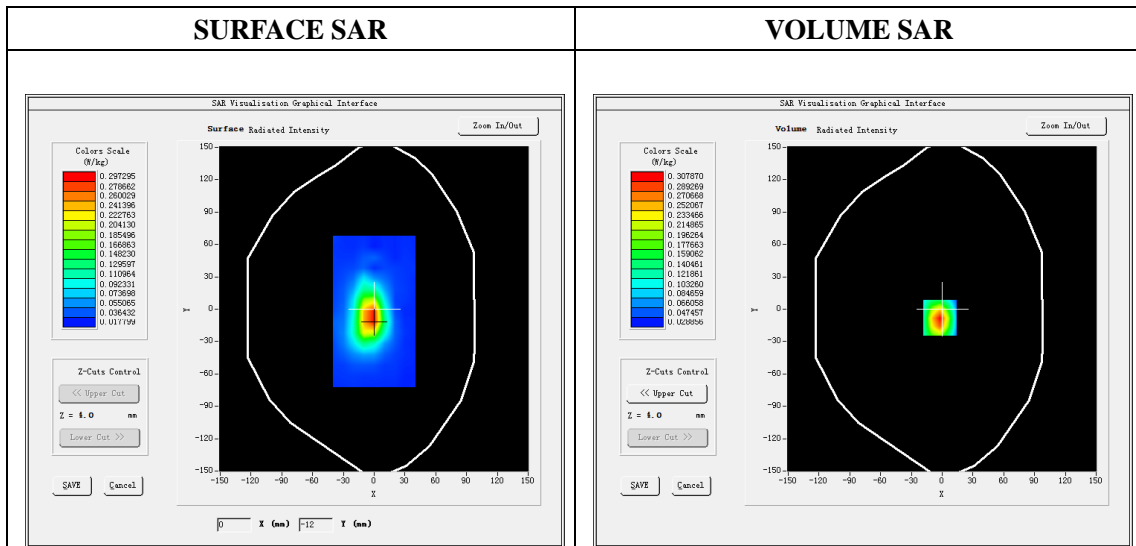 SURFACE SAR
SAR Visualisation Graphical Interface
Surface Radiated Intensity
Zoom In/Out
Colors Scale
(W/kg)
0.297295
0.278662
0.260029
0.241396
0.222763
0.204130
0.185496
0.166863
0.148230
0.129597
0.110964
0.092331
0.073698
0.055065
0.036432
0.017799
Z-Cuts Control
<< Upper Cut
Z = 4.0 mm
Lower Cut >>
SAVE Cancel
150
120
90
60
30
0
-30
-60
-90
-120
-150
Y
-150 -120 -90 -60 -30 0 30 60 90 120 150
X
0 X (mm) -12 Y (mm)
VOLUME SAR
SAR Visualisation Graphical Interface
Volume Radiated Intensity
Zoom In/Out
Colors Scale
(W/kg)
0.307870
0.289269
0.270668
0.252067
0.233466
0.214865
0.196264
0.177663
0.159062
0.140461
0.121861
0.103260
0.084659
0.066058
0.047457
0.028856
Z-Cuts Control
<< Upper Cut
Z = 4.0 mm
Lower Cut >>
SAVE Cancel
150
120
90
60
30
0
-30
-60
-90
-120
-150
Y
-150 -120 -90 -60 -30 0 30 60 90 120 150
X